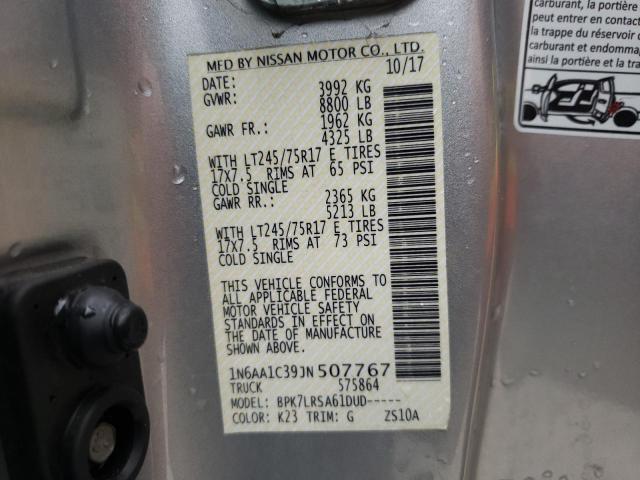 MFD BY NISSAN MOTOR CO., LTD.
DATE: 10/17
GVWR: 3992 KG
8800 LB
GAWR FR.: 1962 KG
4325 LB
WITH LT245/75R17 E TIRES
17X7.5 RIMS AT 65 PSI
COLD SINGLE
GAWR RR.: 2365 KG
5213 LB
WITH LT245/75R17 E TIRES
17X7.5 RIMS AT 73 PSI
COLD SINGLE
THIS VEHICLE CONFORMS TO
ALL APPLICABLE FEDERAL
MOTOR VEHICLE SAFETY
STANDARDS IN EFFECT ON
THE DATE OF MANUFACTURE
SHOWN ABOVE.
1N6AA1C39JN507767
TRUCK 575864
MODEL: BPK7LRSA61DUD-----
COLOR: K23 TRIM: G ZS10A
carburant, la portière
peut entrer en contact
la trappe du réservoir
carburant et endomma
ainsi la portière et la tra